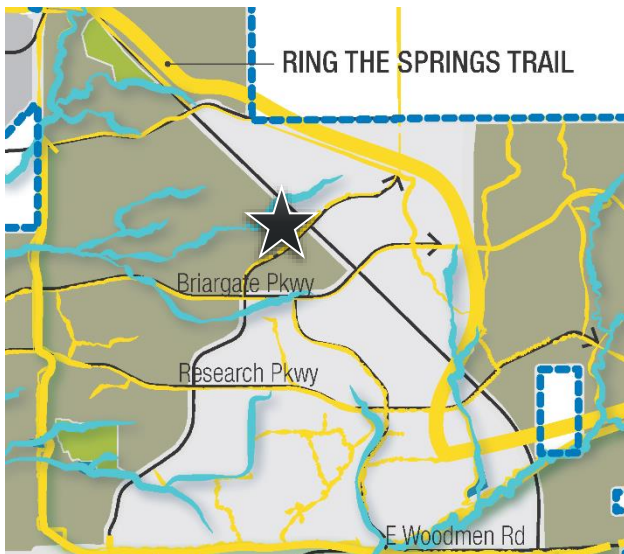 RING THE SPRINGS TRAIL
Briargate Pkwy
Research Pkwy
E Woodmen Rd